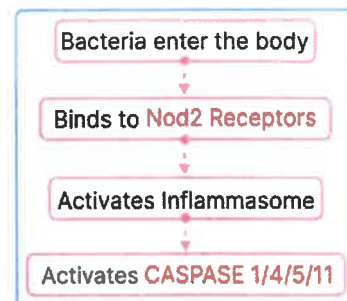 Bacteria enter the body
Binds to Nod2 Receptors
Activates Inflammasome
Activates CASPASE 1/4/5/11